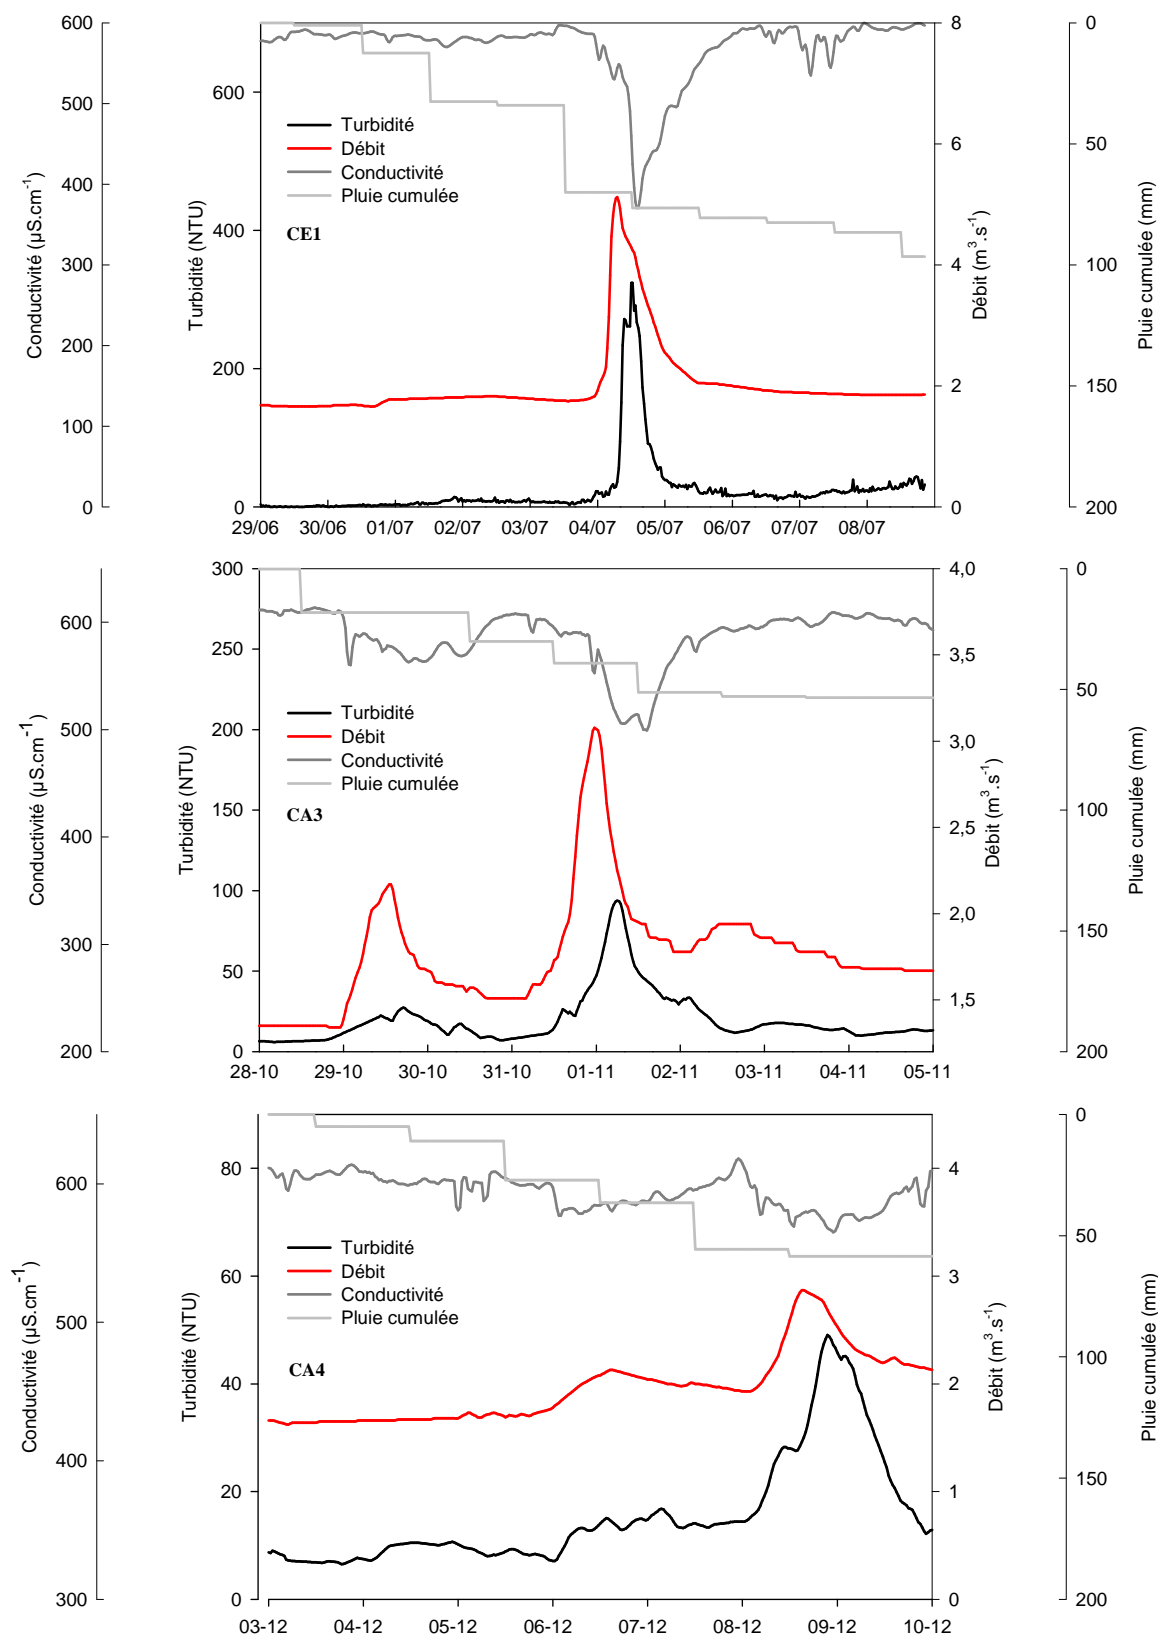 600
500
400
300
200
100
0
Conductivité (µS.cm-1)
600
400
200
0
Turbidité (NTU)
Turbidité
Débit
Conductivité
Pluie cumulée
CE1
8
6
4
2
0
Débit (m3.s-1)
0
50
100
150
200
Pluie cumulée (mm)
29/06 30/06 01/07 02/07 03/07 04/07 05/07 06/07 07/07 08/07
600
500
400
300
200
Conductivité (µS.cm-1)
300
250
200
150
100
50
0
Turbidité (NTU)
Turbidité
Débit
Conductivité
Pluie cumulée
CA3
4,0
3,5
3,0
2,5
2,0
1,5
Débit (m3.s-1)
0
50
100
150
200
Pluie cumulée (mm)
28-10 29-10 30-10 31-10 01-11 02-11 03-11 04-11 05-11
600
500
400
300
Conductivité (µS.cm-1)
80
60
40
20
0
Turbidité (NTU)
Turbidité
Débit
Conductivité
Pluie cumulée
CA4
4
3
2
1
0
Débit (m3.s-1)
0
50
100
150
200
Pluie cumulée (mm)
03-12 04-12 05-12 06-12 07-12 08-12 09-12 10-12